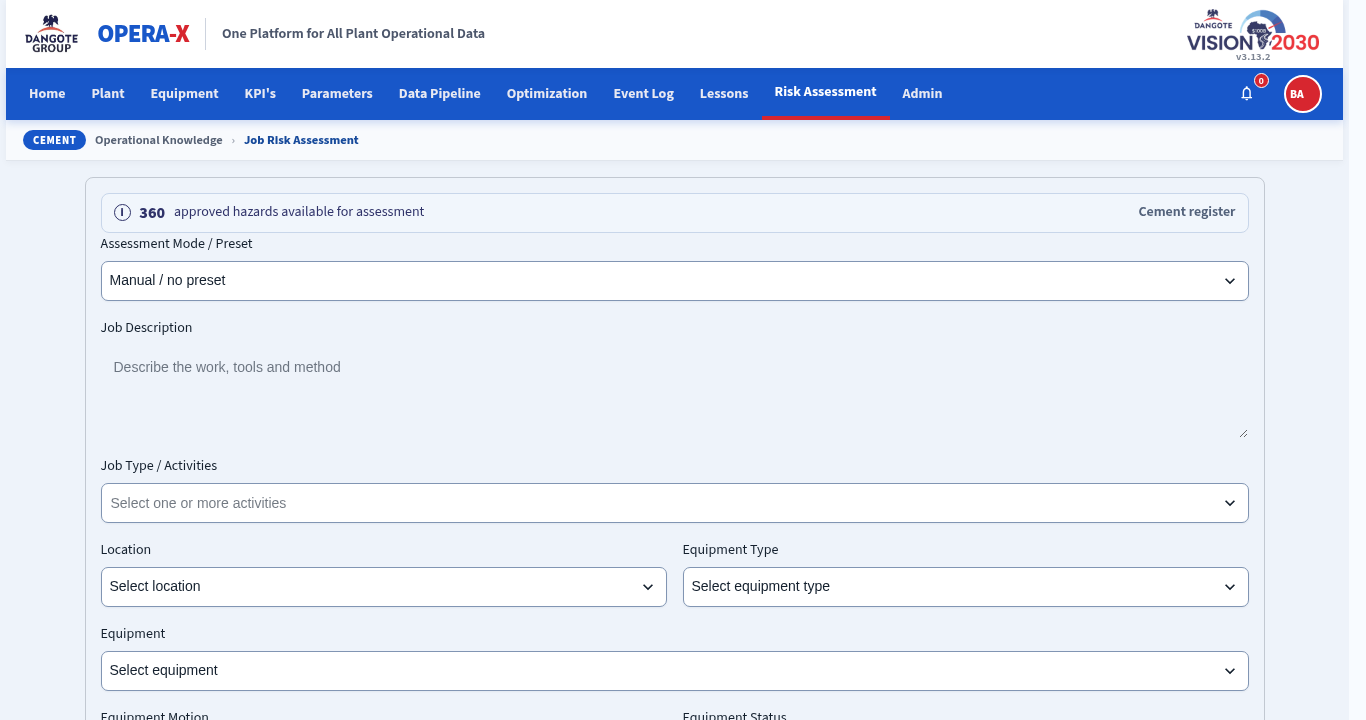 DANGOTE
GROUP
OPERA-X
One Platform for All Plant Operational Data
DANGOTE
VISION 2030
v3.13.2
Home Plant Equipment KPI's Parameters Data Pipeline Optimization Event Log Lessons Risk Assessment Admin
0
BA
CEMENT Operational Knowledge › Job Risk Assessment
360 approved hazards available for assessment
Cement register
Assessment Mode / Preset
Manual / no preset
Job Description
Describe the work, tools and method
Job Type / Activities
Select one or more activities
Location Equipment Type
Select location Select equipment type
Equipment
Select equipment
Equipment Motion Equipment Status